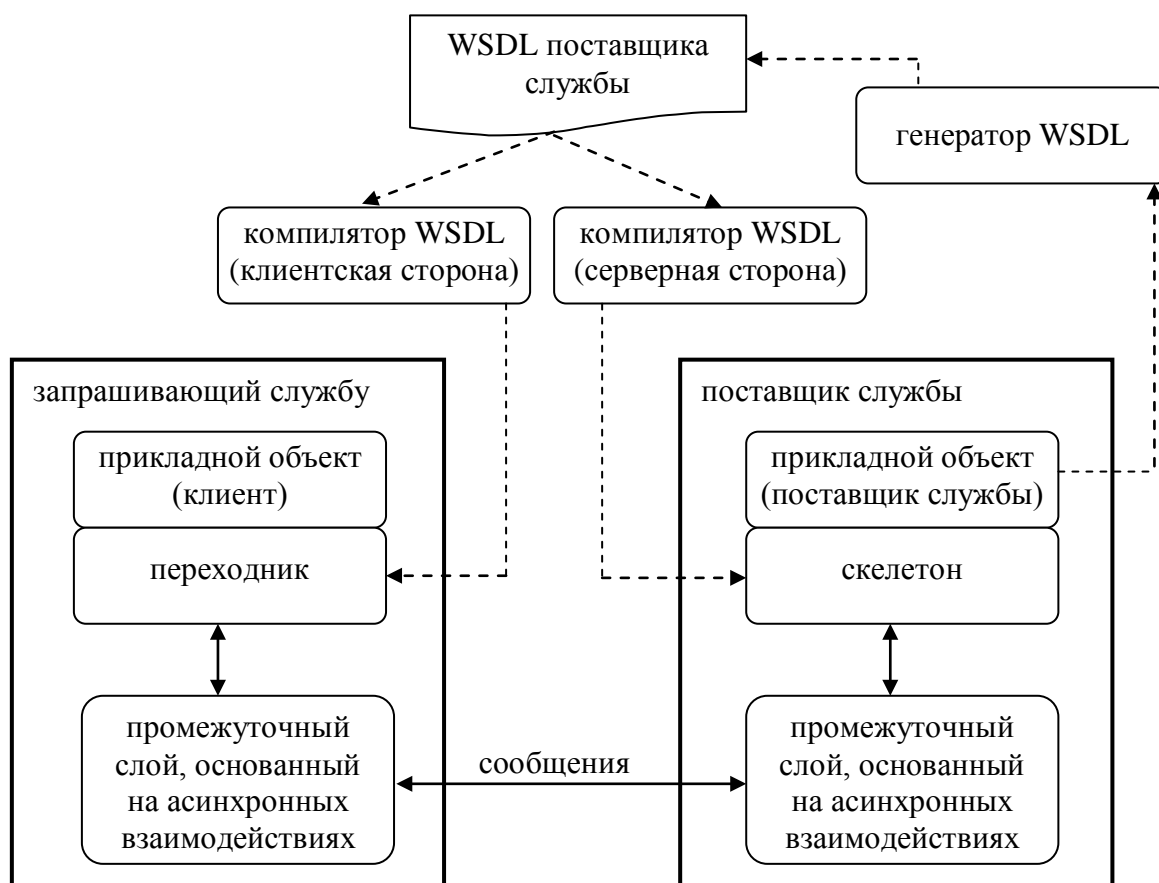 WSDL поставщика
службы
генератор WSDL
компилятор WSDL
(клиентская сторона)
компилятор WSDL
(серверная сторона)
запрашивающий службу
поставщик службы
прикладной объект
(клиент)
прикладной объект
(поставщик службы)
переходник
скелетон
промежуточный
слой, основанный
на асинхронных
взаимодействиях
сообщения
промежуточный
слой, основанный
на асинхронных
взаимодействиях